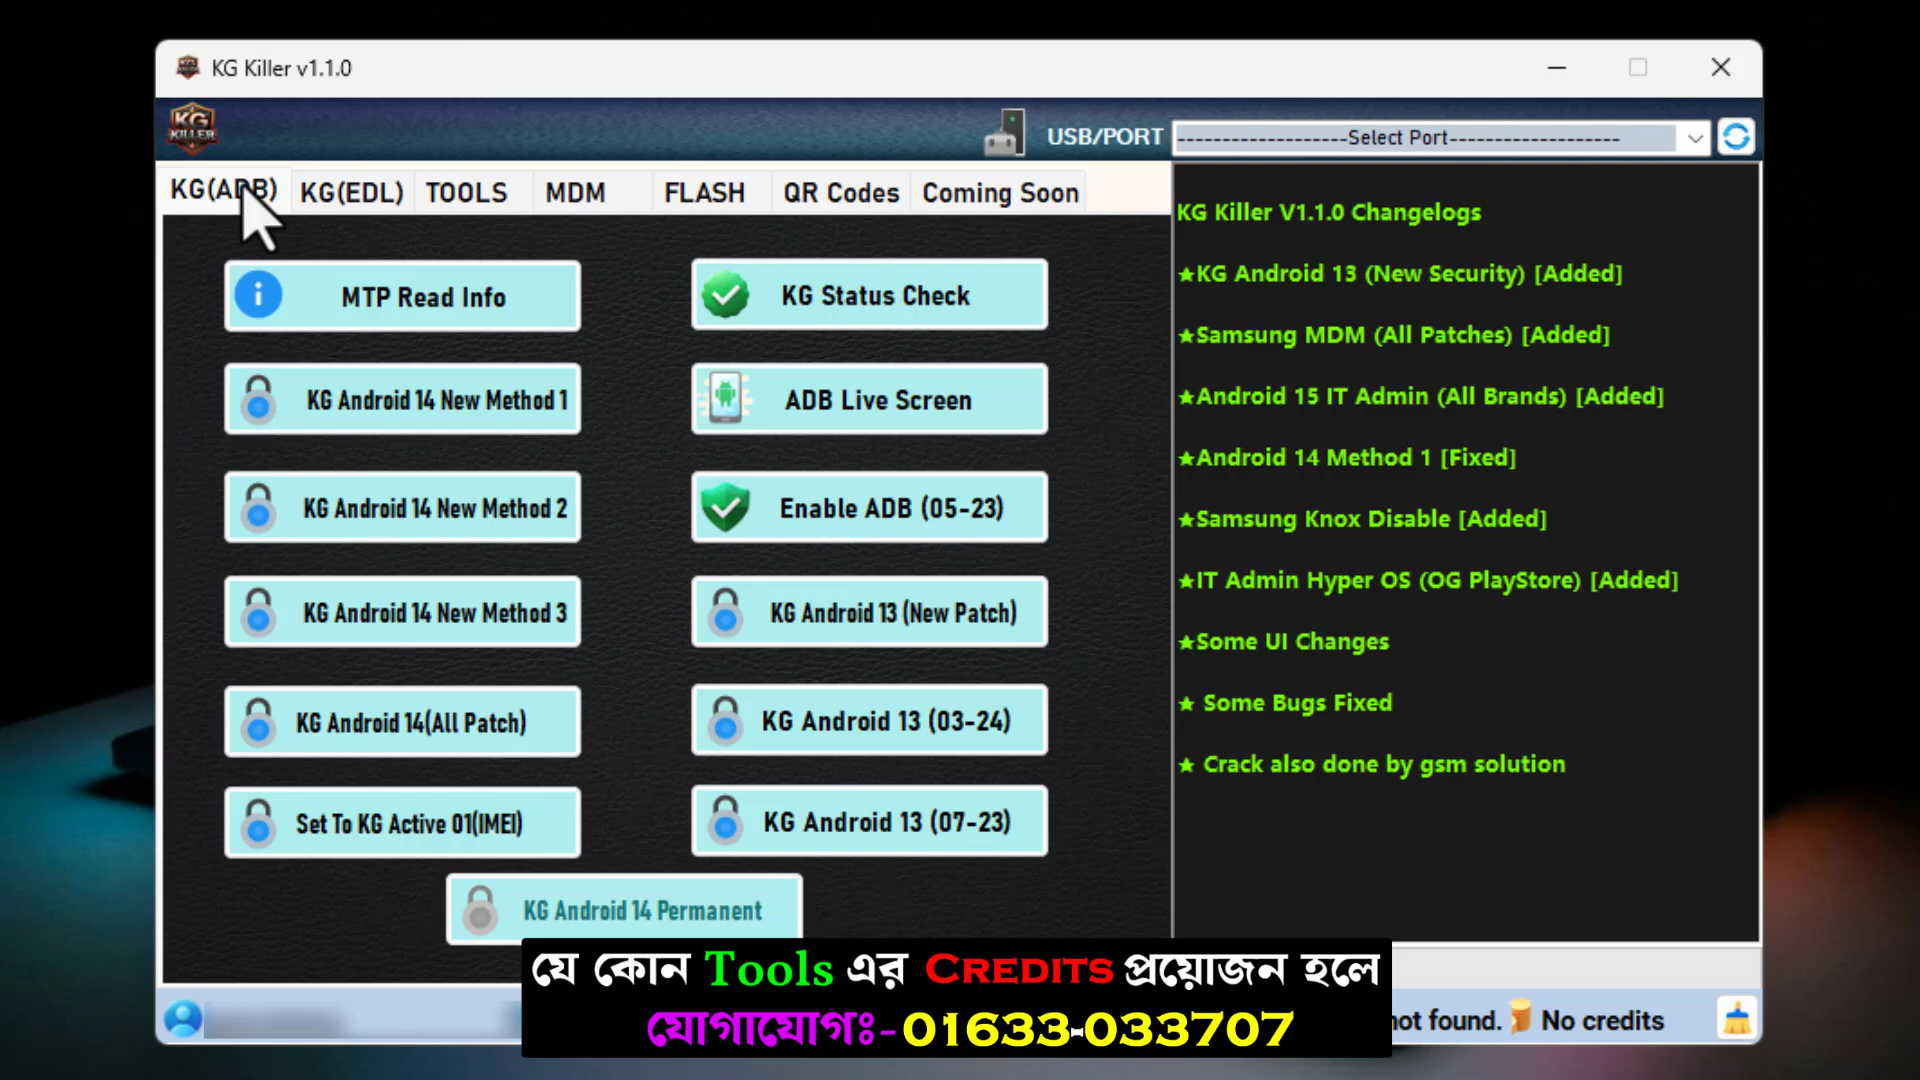 KG Killer v1.1.0
KG
KILLER
USB/PORT
-------------------Select Port-------------------
KG(ADB)
KG(EDL)
TOOLS
MDM
FLASH
QR Codes
Coming Soon
MTP Read Info
KG Status Check
KG Android 14 New Method 1
ADB Live Screen
KG Android 14 New Method 2
Enable ADB (05-23)
KG Android 14 New Method 3
KG Android 13 (New Patch)
KG Android 14(All Patch)
KG Android 13 (03-24)
Set To KG Active 01(IMEI)
KG Android 13 (07-23)
KG Android 14 Permanent
KG Killer V1.1.0 Changelogs
★KG Android 13 (New Security) [Added]
★Samsung MDM (All Patches) [Added]
★Android 15 IT Admin (All Brands) [Added]
★Android 14 Method 1 [Fixed]
★Samsung Knox Disable [Added]
★IT Admin Hyper OS (OG PlayStore) [Added]
★Some UI Changes
★ Some Bugs Fixed
★ Crack also done by gsm solution
যে কোন Tools এর CREDITS প্রয়োজন হলে
যোগাযোগঃ-01633-033707
not found.
No credits